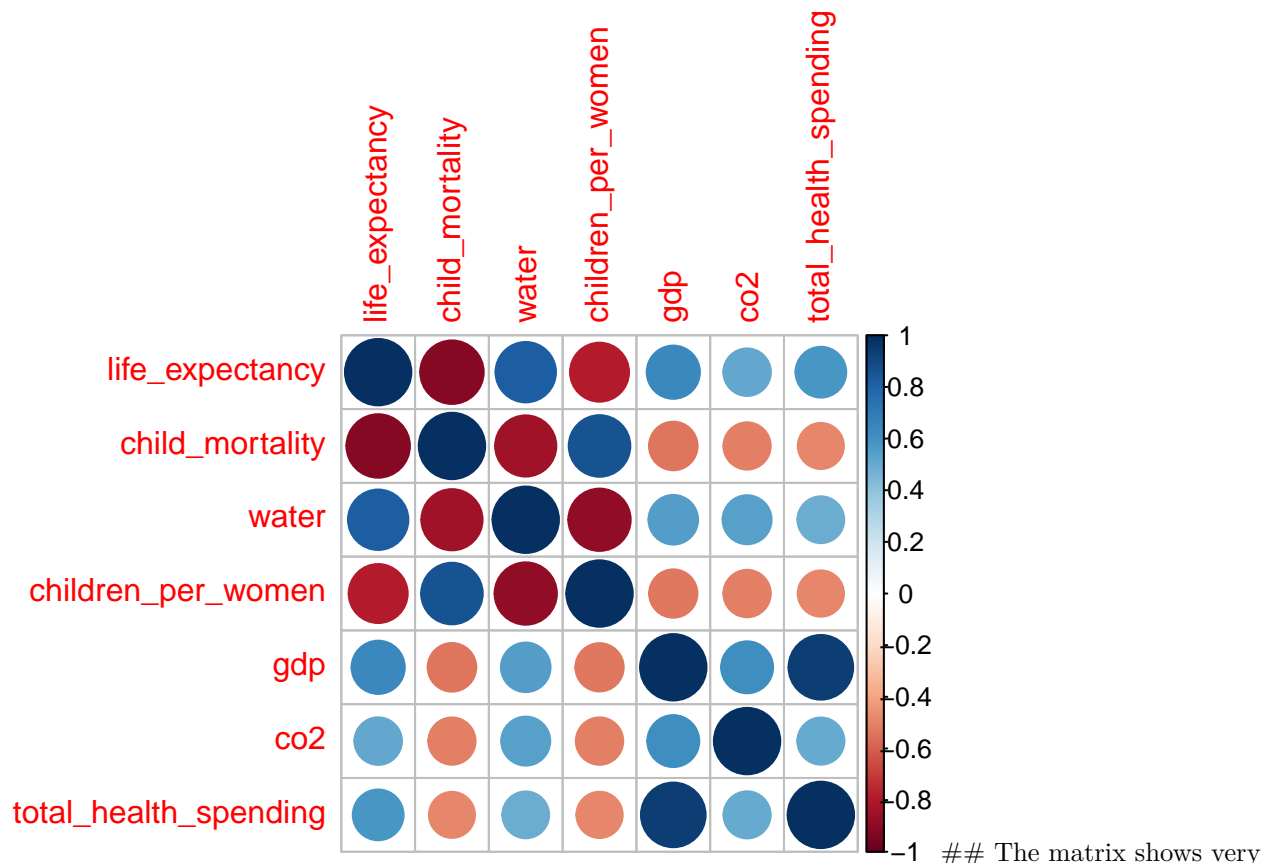 life_expectancy
child_mortality
water
children_per_women
gdp
co2
total_health_spending
life_expectancy
child_mortality
water
children_per_women
gdp
co2
total_health_spending
1
0.8
0.6
0.4
0.2
0
-0.2
-0.4
-0.6
-0.8
-1
## The matrix shows very